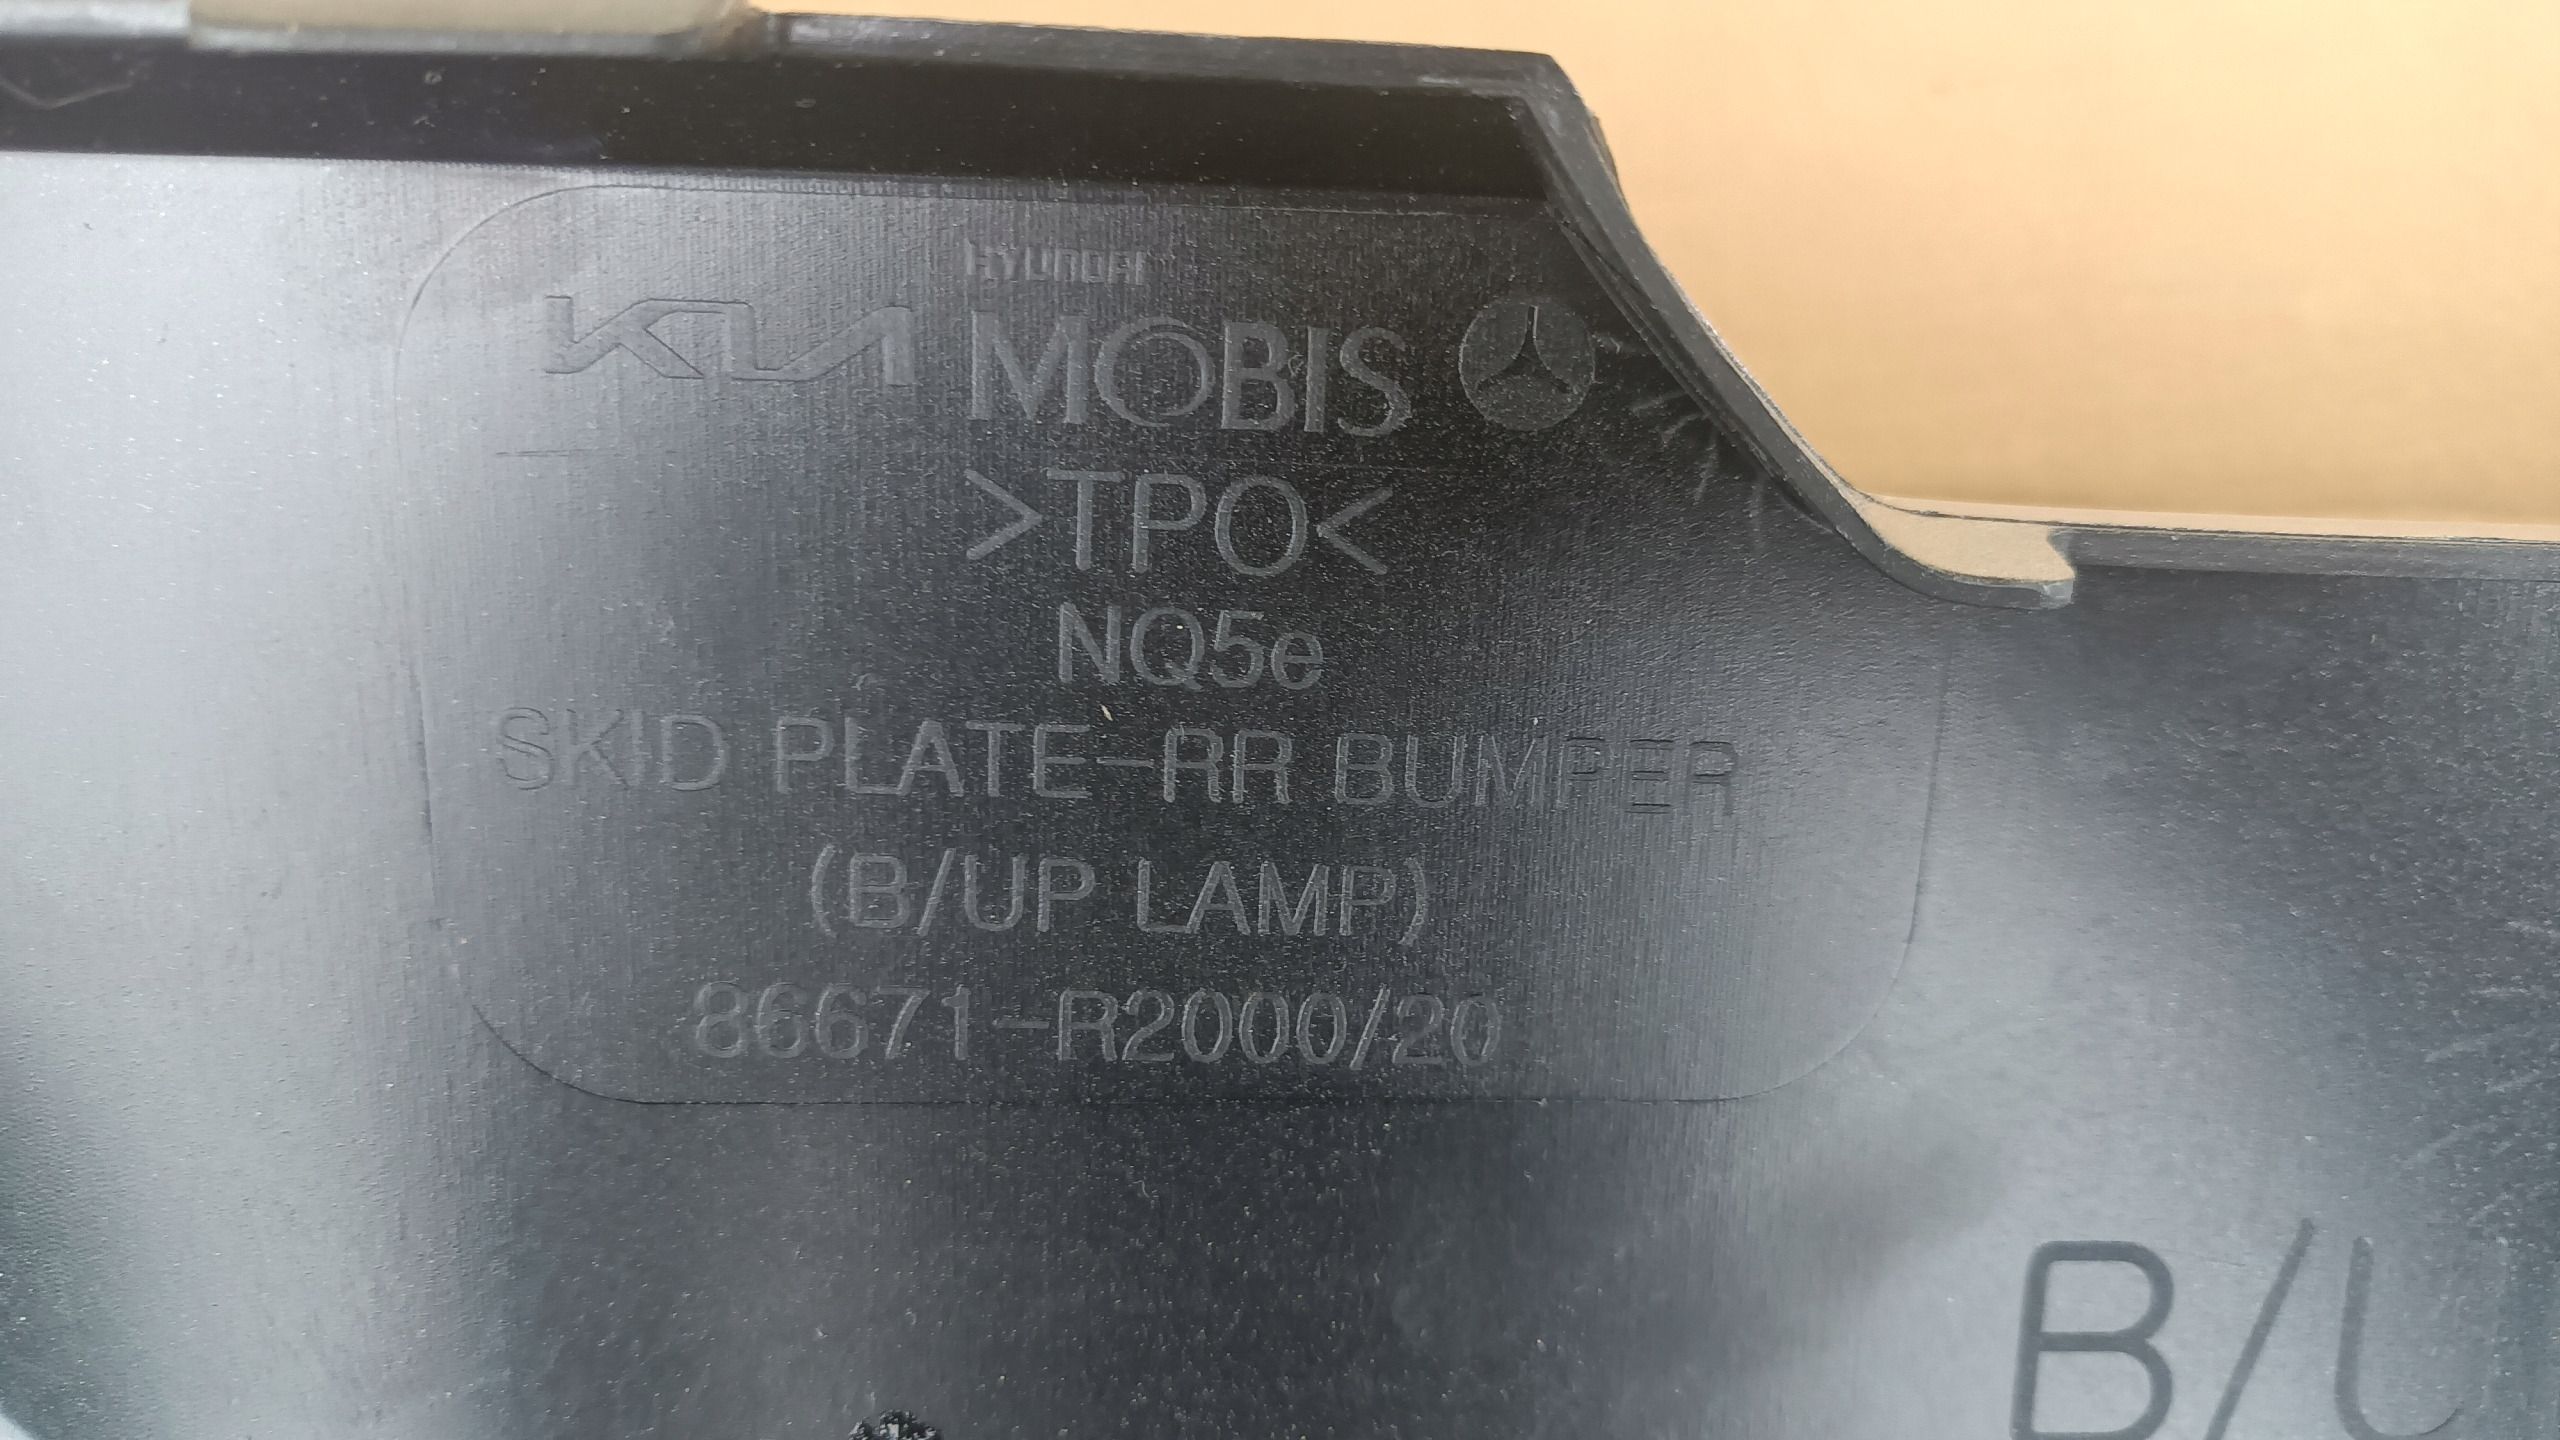 HYUNDAI
KIA MOBIS
>TPO<
NQ5e
SKID PLATE-RR BUMPER
(B/UP LAMP)
86671-R2000/20
B/U